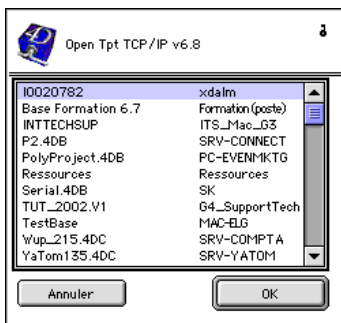 Open Tpt TCP/IP v6.8
I0020782 xdalm
Base Formation 6.7 Formation (poste)
INTTECHSUP ITS_Mac_G3
P2.4DB SRV-CONNECT
PolyProject.4DB PC-EVENMKTG
Ressources Ressources
Serial.4DB SK
TUT_2002.V1 G4_SupportTech
TestBase MAC-ELG
Wup_215.4DC SRV-COMPTA
YaTom135.4DC SRV-YATOM
Annuler OK